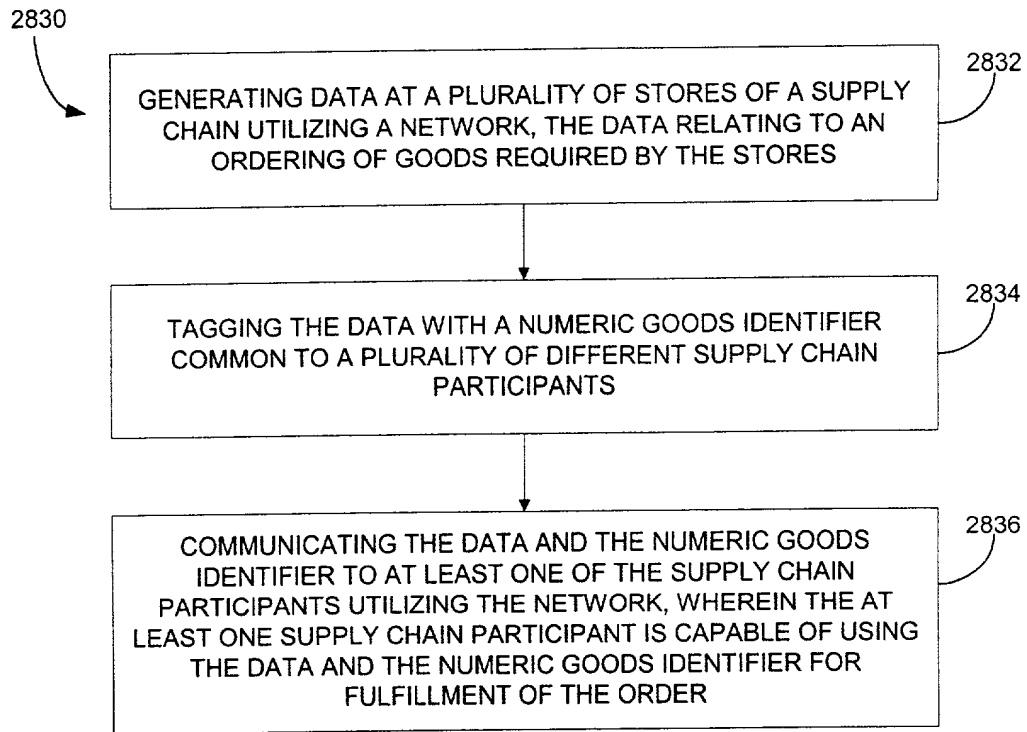 2830
2832
GENERATING DATA AT A PLURALITY OF STORES OF A SUPPLY
CHAIN UTILIZING A NETWORK, THE DATA RELATING TO AN
ORDERING OF GOODS REQUIRED BY THE STORES
2834
TAGGING THE DATA WITH A NUMERIC GOODS IDENTIFIER
COMMON TO A PLURALITY OF DIFFERENT SUPPLY CHAIN
PARTICIPANTS
2836
COMMUNICATING THE DATA AND THE NUMERIC GOODS
IDENTIFIER TO AT LEAST ONE OF THE SUPPLY CHAIN
PARTICIPANTS UTILIZING THE NETWORK, WHEREIN THE AT
LEAST ONE SUPPLY CHAIN PARTICIPANT IS CAPABLE OF USING
THE DATA AND THE NUMERIC GOODS IDENTIFIER FOR
FULFILLMENT OF THE ORDER